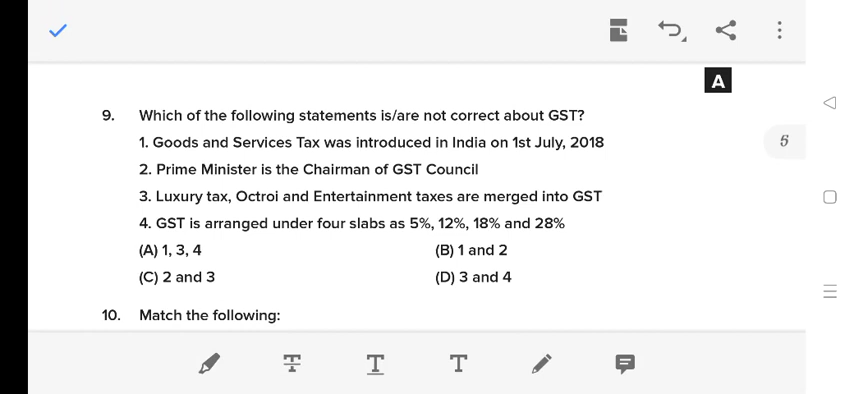 A
9. Which of the following statements is/are not correct about GST?
5
1. Goods and Services Tax was introduced in India on 1st July, 2018
2. Prime Minister is the Chairman of GST Council
3. Luxury tax, Octroi and Entertainment taxes are merged into GST
4. GST is arranged under four slabs as 5%, 12%, 18% and 28%
(A) 1, 3, 4 (B) 1 and 2
(C) 2 and 3 (D) 3 and 4
10. Match the following: